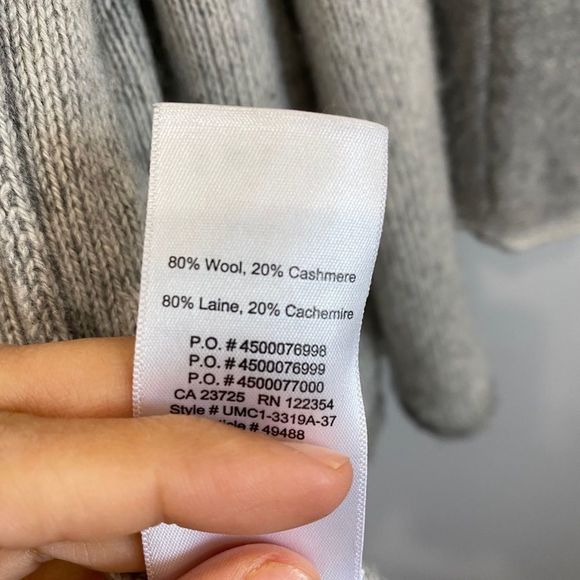 80% Wool, 20% Cashmere
80% Laine, 20% Cachemire
P.O. # 4500076998
P.O. # 4500076999
P.O. # 4500077000
CA 23725 RN 122354
Style # UMC1-3319A-37
# 49488